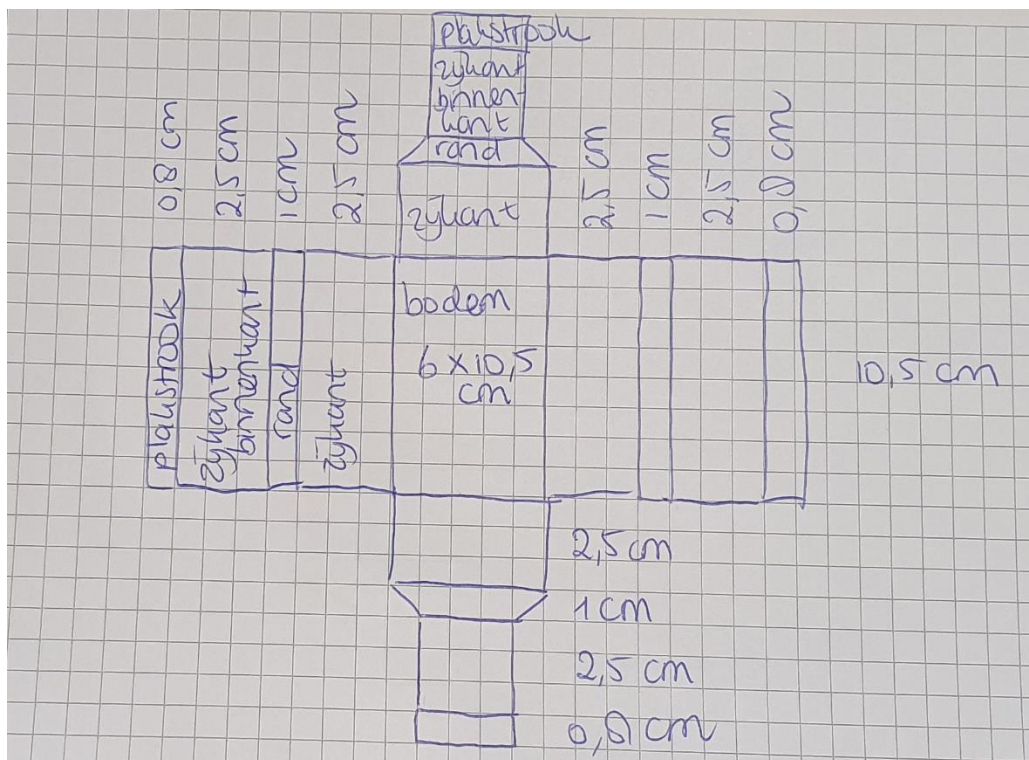 plakstrook
zijkant
binnen
kant
rand
zijkant
0,8 cm
2,5 cm
1 cm
2,5 cm
2,5 cm
1 cm
2,5 cm
0,8 cm
plakstrook
zijkant
binnenkant
rand
zijkant
bodem
6 x 10,5
cm
10,5 cm
2,5 cm
1 cm
2,5 cm
0,8 cm